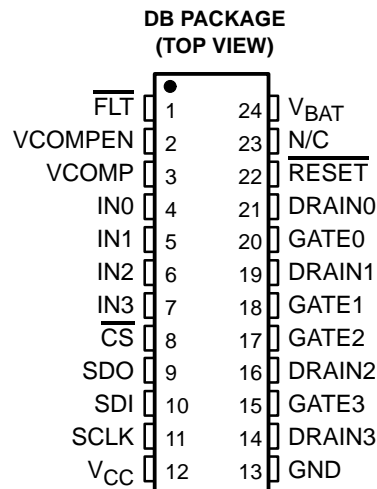 DB PACKAGE
(TOP VIEW)
FLT 1 24 VBAT
VCOMPEN 2 23 N/C
VCOMP 3 22 RESET
IN0 4 21 DRAIN0
IN1 5 20 GATE0
IN2 6 19 DRAIN1
IN3 7 18 GATE1
CS 8 17 GATE2
SDO 9 16 DRAIN2
SDI 10 15 GATE3
SCLK 11 14 DRAIN3
VCC 12 13 GND